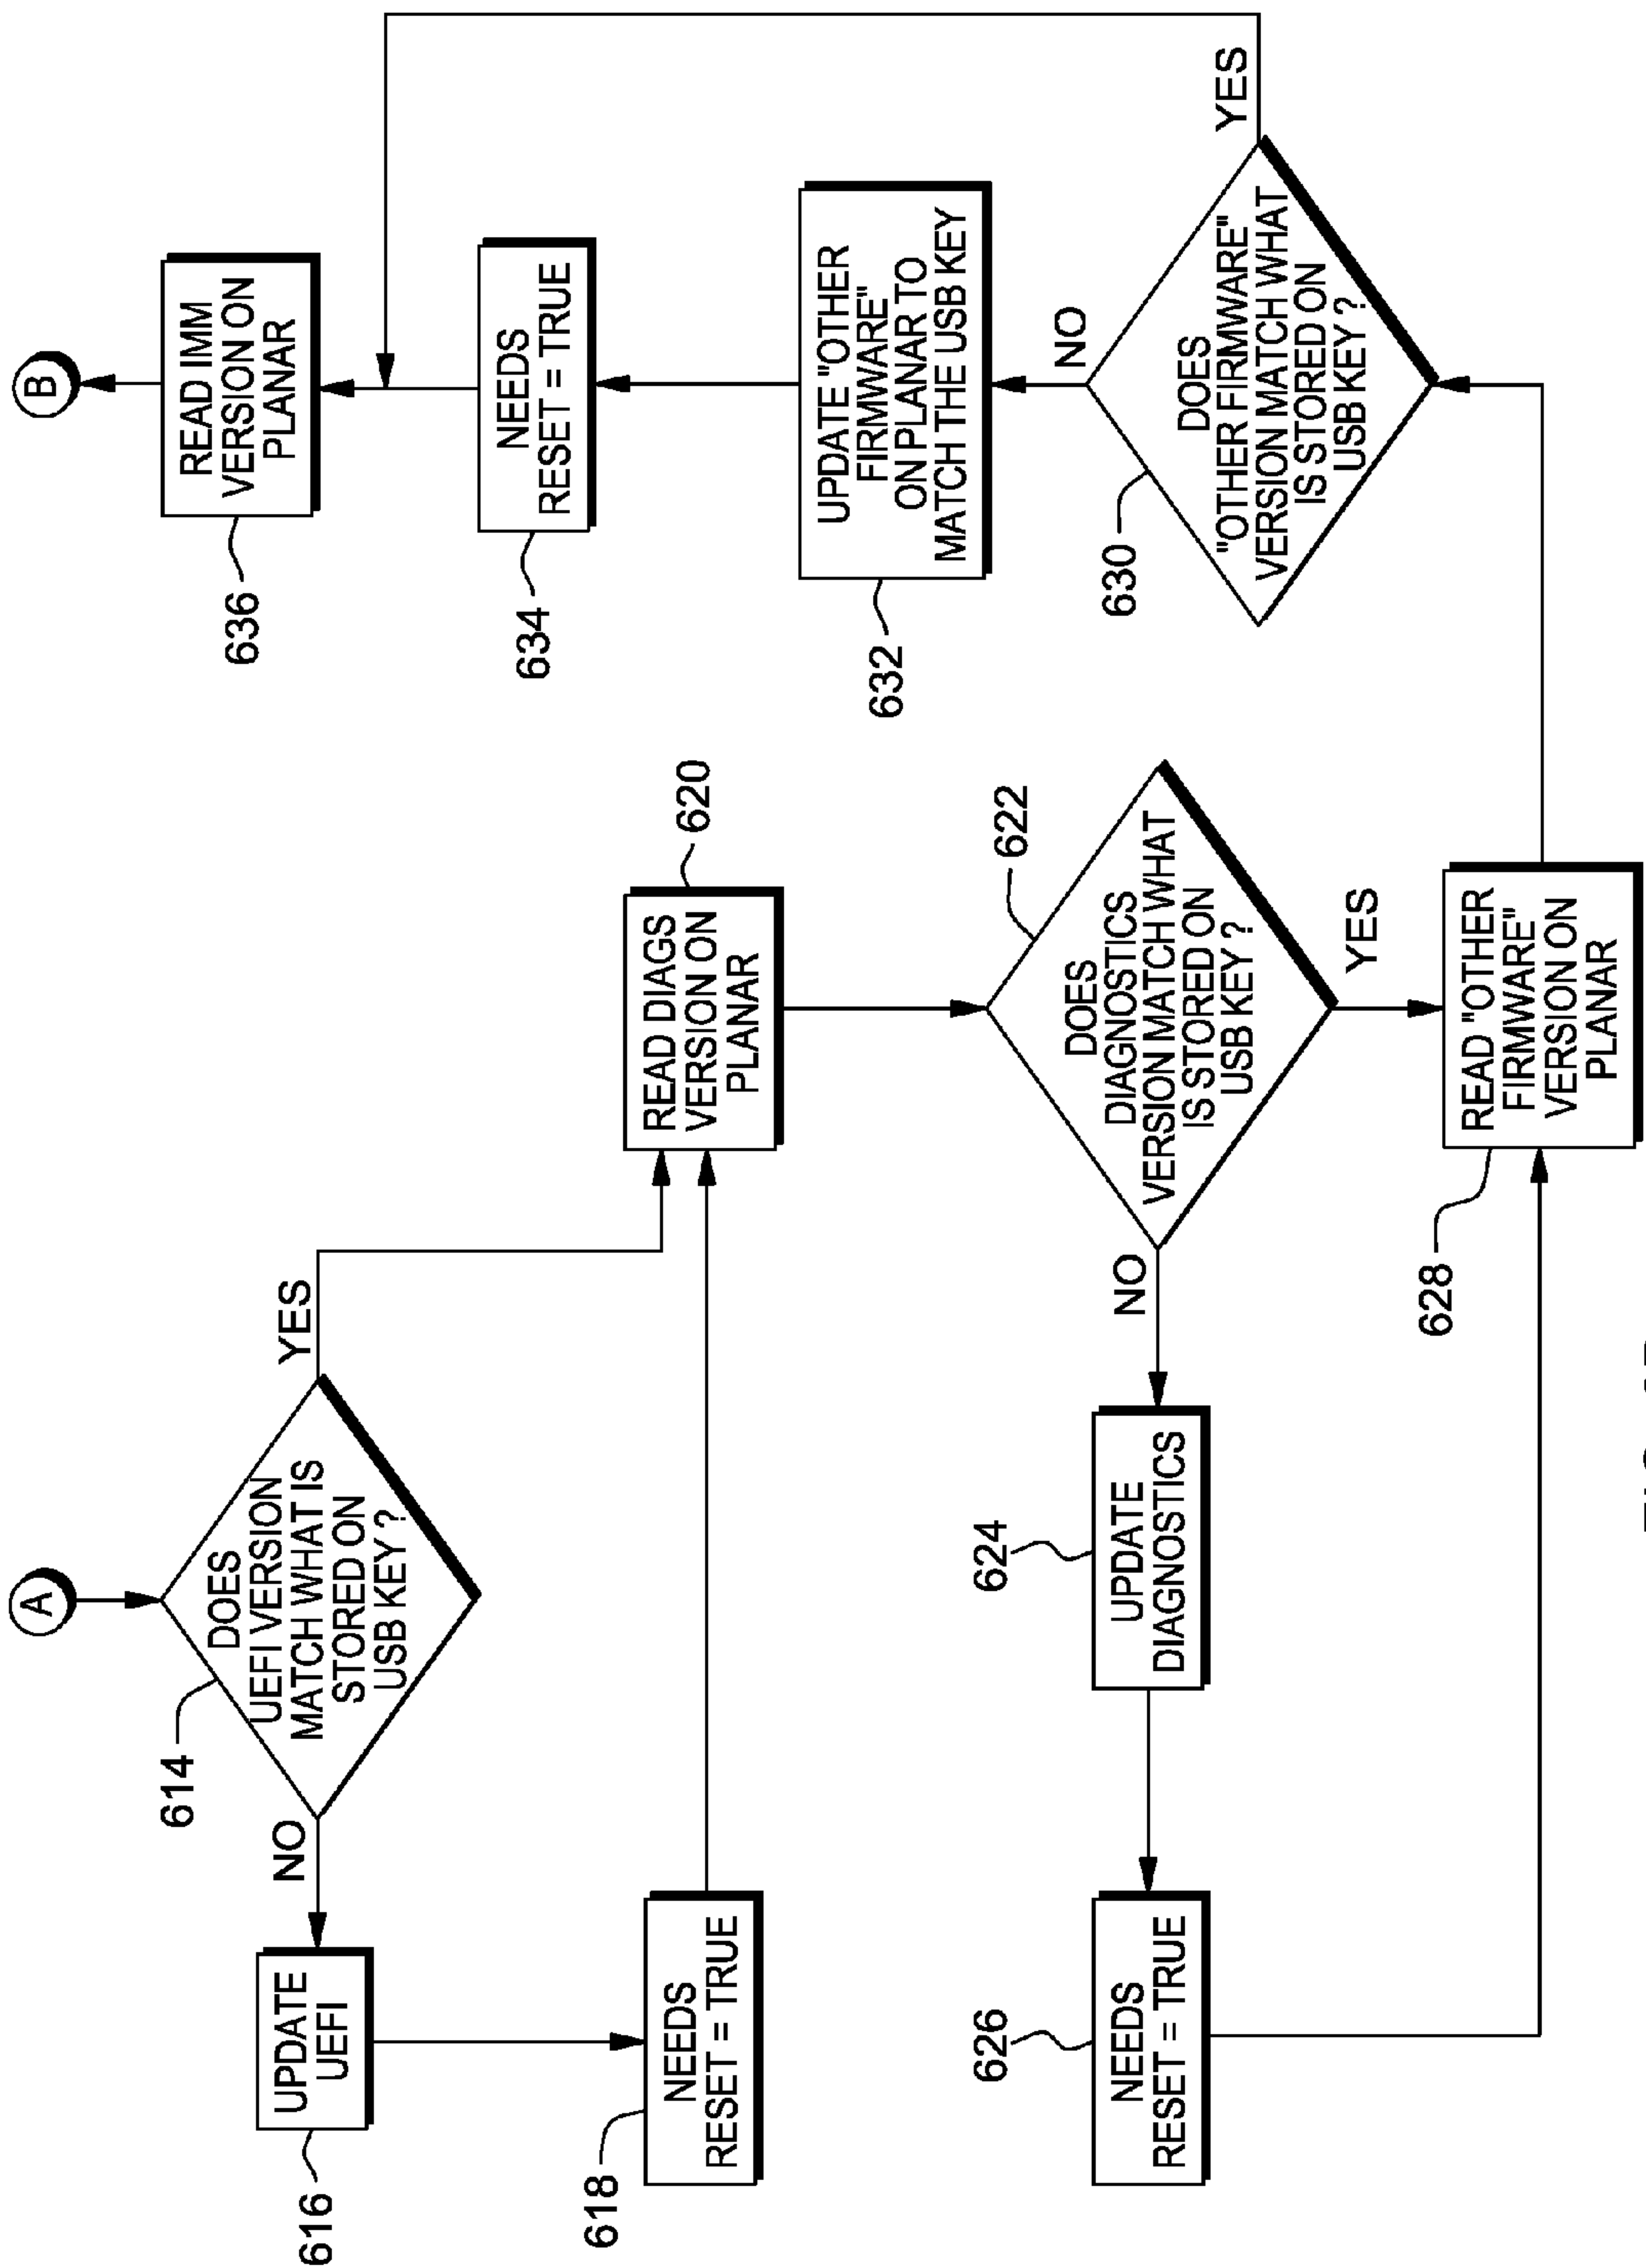 A
614
DOES
UEFI VERSION
MATCH WHAT IS
STORED ON
USB KEY ?
NO
YES
616
UPDATE
UEFI
618
NEEDS
RESET = TRUE
620
READ DIAGS
VERSION ON
PLANAR
622
DOES
DIAGNOSTICS
VERSION MATCH WHAT
IS STORED ON
USB KEY ?
NO
YES
624
UPDATE
DIAGNOSTICS
626
NEEDS
RESET = TRUE
628
READ "OTHER
FIRMWARE"
VERSION ON
PLANAR
630
DOES
"OTHER FIRMWARE"
VERSION MATCH WHAT
IS STORED ON
USB KEY ?
NO
YES
632
UPDATE "OTHER
FIRMWARE"
ON PLANAR TO
MATCH THE USB KEY
634
NEEDS
RESET = TRUE
636
READ IMM
VERSION ON
PLANAR
B